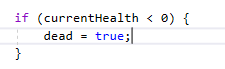 if (currentHealth < 0) {
    dead = true;
}